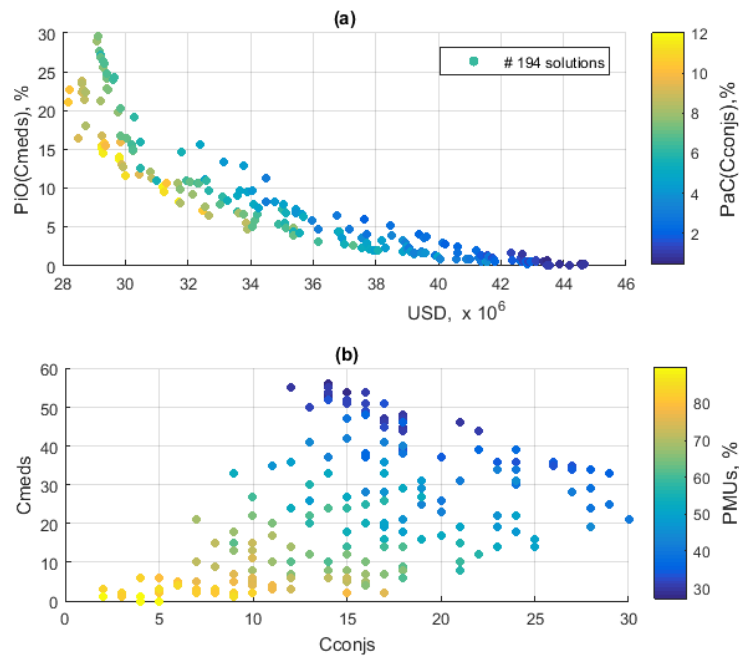 (a)
PiO(Cmeds), %
30
25
20
15
10
5
0
28 30 32 34 36 38 40 42 44 46
USD, x 10^6
# 194 solutions
12
10
8
6
4
2
PaC(Cconjs),%
(b)
Cmeds
60
50
40
30
20
10
0
0 5 10 15 20 25 30
Cconjs
80
70
60
50
40
30
PMUs, %